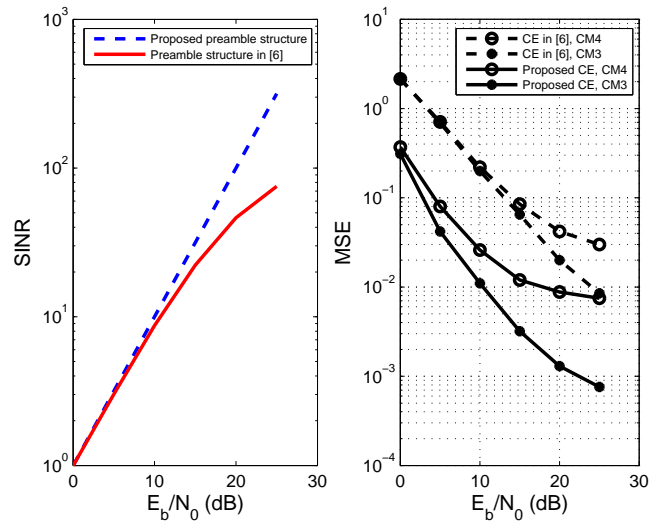 Proposed preamble structure
Preamble structure in [6]
SINR
10^3
10^2
10^1
10^0
0
10
20
30
E_b/N_0 (dB)
CE in [6], CM4
CE in [6], CM3
Proposed CE, CM4
Proposed CE, CM3
MSE
10^1
10^0
10^-1
10^-2
10^-3
10^-4
0
10
20
30
E_b/N_0 (dB)